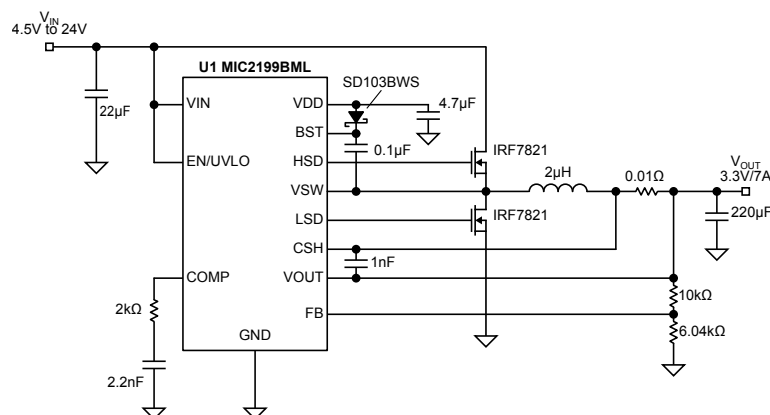 VIN
4.5V to 24V
U1 MIC2199BML
SD103BWS
VDD
4.7µF
22µF
VIN
BST
0.1µF
EN/UVLO
HSD
IRF7821
VSW
2µH
0.01Ω
VOUT
3.3V/7A
LSD
IRF7821
220µF
CSH
1nF
COMP
VOUT
10kΩ
2kΩ
FB
6.04kΩ
GND
2.2nF